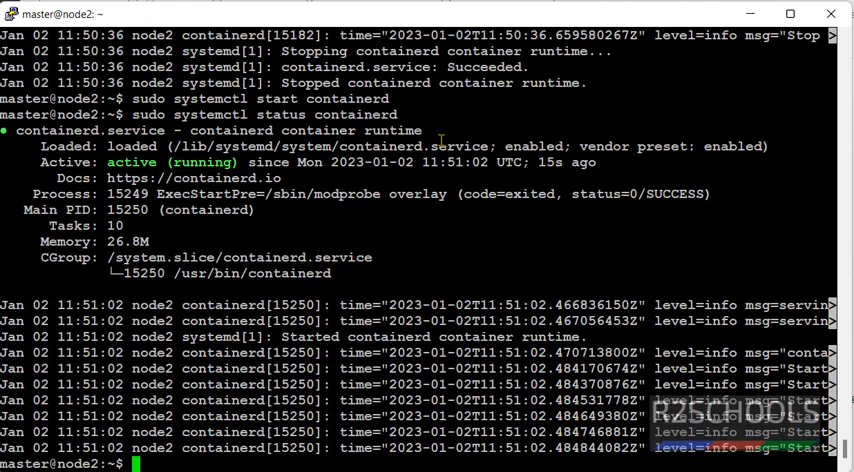 master@node2: ~
Jan 02 11:50:36 node2 containerd[15182]: time="2023-01-02T11:50:36.659580267Z" level=info msg="Stop >
Jan 02 11:50:36 node2 systemd[1]: Stopping containerd container runtime...
Jan 02 11:50:36 node2 systemd[1]: containerd.service: Succeeded.
Jan 02 11:50:36 node2 systemd[1]: Stopped containerd container runtime.
master@node2:~$ sudo systemctl start containerd
master@node2:~$ sudo systemctl status containerd
● containerd.service - containerd container runtime
Loaded: loaded (/lib/systemd/system/containerd.service; enabled; vendor preset: enabled)
Active: active (running) since Mon 2023-01-02 11:51:02 UTC; 15s ago
Docs: https://containerd.io
Process: 15249 ExecStartPre=/sbin/modprobe overlay (code=exited, status=0/SUCCESS)
Main PID: 15250 (containerd)
Tasks: 10
Memory: 26.8M
CGroup: /system.slice/containerd.service
└─15250 /usr/bin/containerd
Jan 02 11:51:02 node2 containerd[15250]: time="2023-01-02T11:51:02.466836150Z" level=info msg=servin>
Jan 02 11:51:02 node2 containerd[15250]: time="2023-01-02T11:51:02.467056453Z" level=info msg=servin>
Jan 02 11:51:02 node2 systemd[1]: Started containerd container runtime.
Jan 02 11:51:02 node2 containerd[15250]: time="2023-01-02T11:51:02.470713800Z" level=info msg="conta>
Jan 02 11:51:02 node2 containerd[15250]: time="2023-01-02T11:51:02.484170674Z" level=info msg="Start>
Jan 02 11:51:02 node2 containerd[15250]: time="2023-01-02T11:51:02.484370876Z" level=info msg="Start>
Jan 02 11:51:02 node2 containerd[15250]: time="2023-01-02T11:51:02.484531778Z" level=info msg="Start>
Jan 02 11:51:02 node2 containerd[15250]: time="2023-01-02T11:51:02.484649380Z" level=info msg="Start>
Jan 02 11:51:02 node2 containerd[15250]: time="2023-01-02T11:51:02.484746881Z" level=info msg="Start>
Jan 02 11:51:02 node2 containerd[15250]: time="2023-01-02T11:51:02.484844082Z" level=info msg="Start>
RZSCHOOLS
master@node2:~$